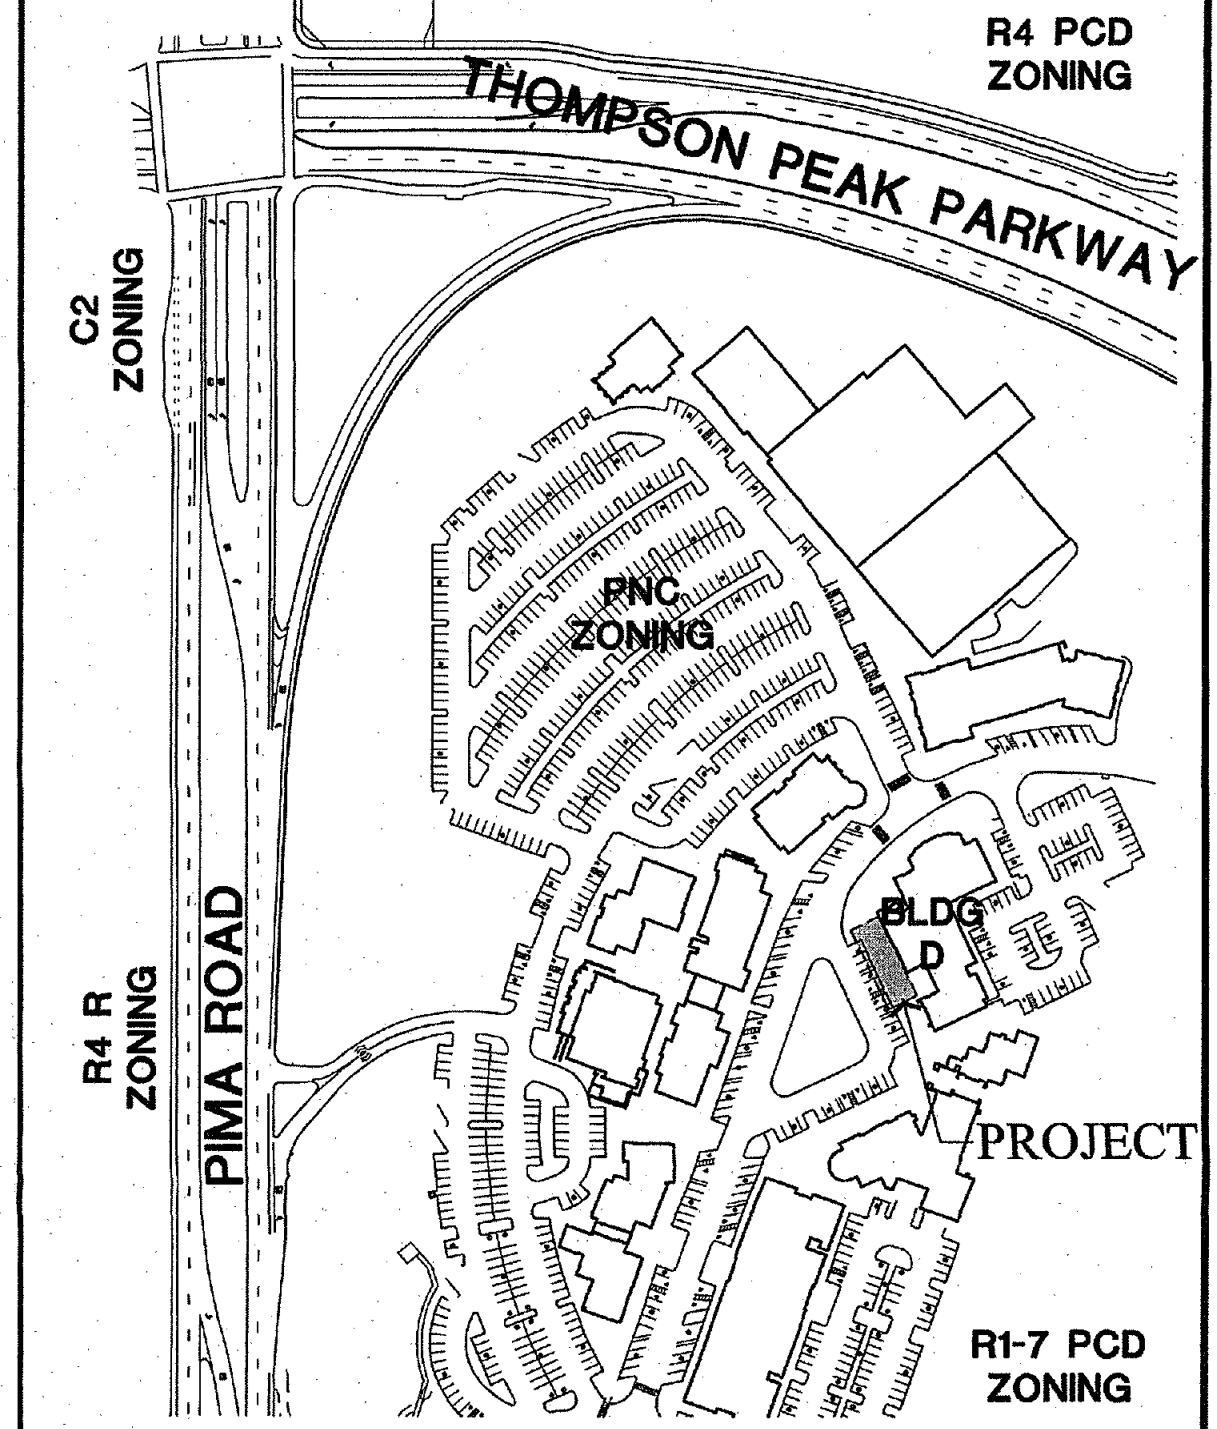 R4 PCD
ZONING
THOMPSON PEAK PARKWAY
C2
ZONING
PNC
ZONING
BLDG
D
PIMA ROAD
R4 R
ZONING
PROJECT
R1-7 PCD
ZONING